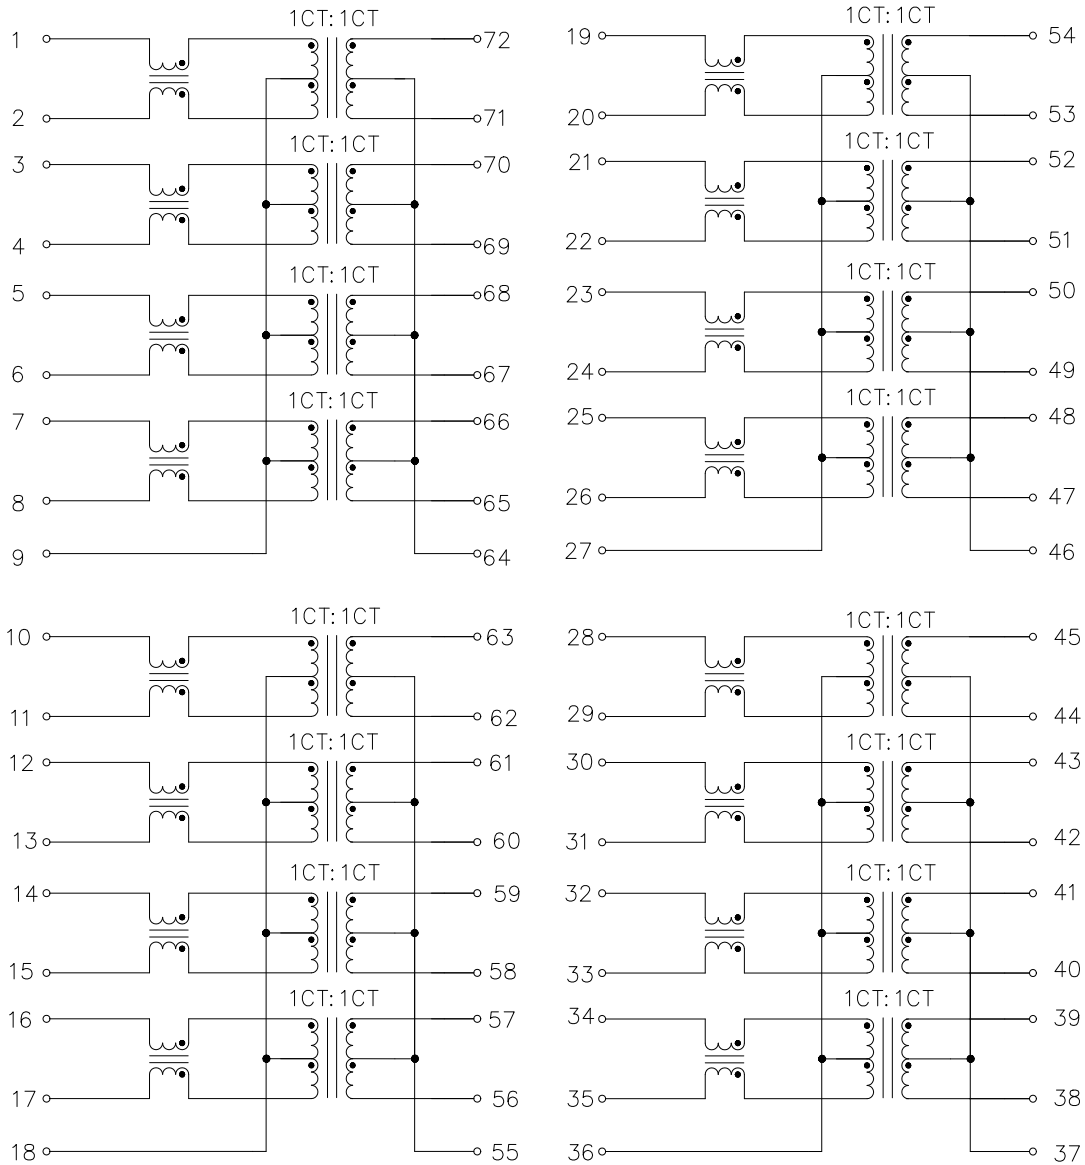 1CT:1CT
1 72
2 71
1CT:1CT
3 70
4 69
1CT:1CT
5 68
6 67
1CT:1CT
7 66
8 65
9 64
1CT:1CT
19 54
20 53
1CT:1CT
21 52
22 51
1CT:1CT
23 50
24 49
1CT:1CT
25 48
26 47
27 46
1CT:1CT
10 63
11 62
1CT:1CT
12 61
13 60
1CT:1CT
14 59
15 58
1CT:1CT
16 57
17 56
18 55
1CT:1CT
28 45
29 44
1CT:1CT
30 43
31 42
1CT:1CT
32 41
33 40
1CT:1CT
34 39
35 38
36 37